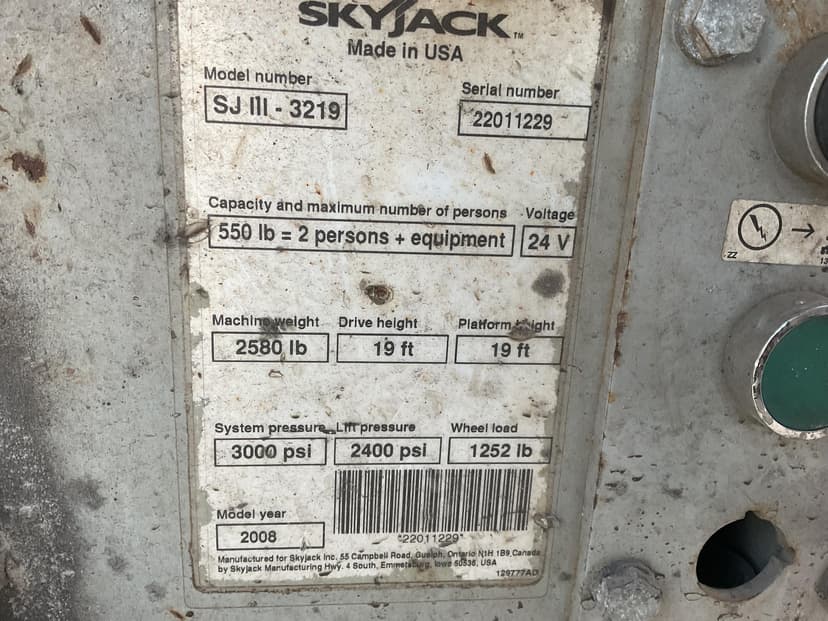 SKYJACK™
Made in USA
Model number
SJ III - 3219
Serial number
22011229
Capacity and maximum number of persons
Voltage
550 lb = 2 persons + equipment
24 V
Machine weight
Drive height
Platform height
2580 lb
19 ft
19 ft
System pressure
Lift pressure
Wheel load
3000 psi
2400 psi
1252 lb
Model year
2008
*22011229*
Manufactured for Skyjack Inc. 55 Campbell Road, Guelph, Ontario N1H 1B9 Canada
by Skyjack Manufacturing Hwy. 4 South, Emmetsburg, Iowa 50536, USA
129777AD
ZZ